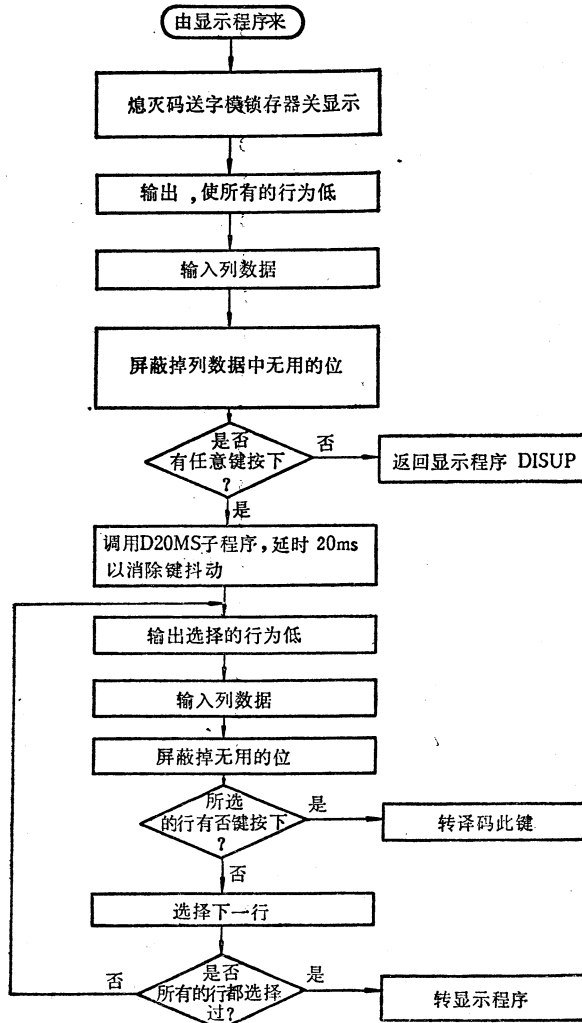 由显示程序来
熄灭码送字模锁存器关显示
输出，使所有的行为低
输入列数据
屏蔽掉列数据中无用的位
是否
有任意键按下
？
否
返回显示程序 DISUP
是
调用D20MS子程序，延时 20ms
以消除键抖动
输出选择的行为低
输入列数据
屏蔽掉无用的位
所选
的行有否键按下
？
是
转译码此键
否
选择下一行
是否
所有的行都选择
过？
否
是
转显示程序